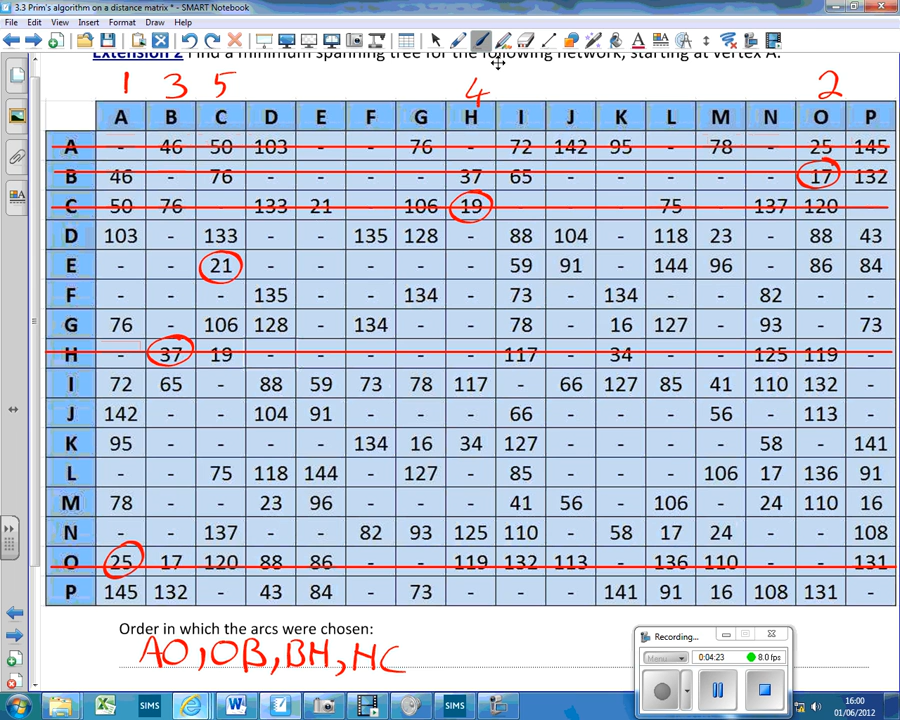 3.3 Prim's algorithm on a distance matrix * - SMART Notebook
File Edit View Insert Format Draw Help
Extension 2 Find a minimum spanning tree for the following network, starting at vertex A.
1 3 5 4 2
A B C D E F G H I J K L M N O P
A - 46 50 103 - - 76 - 72 142 95 - 78 - 25 145
B 46 - 76 - - - - 37 65 - - - - - 17 132
C 50 76 133 21 106 19 - - 75 137 120 -
D 103 - 133 135 128 - 88 104 - 118 23 - 88 43
E - - 21 - - - 59 91 - 144 96 - 86 84
F - - - 135 - 134 - 73 - 134 - - 82 - -
G 76 - 106 128 - 134 - 78 - 16 127 - 93 - 73
H - 37 19 - - - - 117 - 34 - - 125 119 -
I 72 65 - 88 59 73 78 117 - 66 127 85 41 110 132 -
J 142 - - 104 91 - - - 66 - - 56 - 113 -
K 95 - - - - 134 16 34 127 - - - - 58 - 141
L - - 75 118 144 - 127 - 85 - - 106 17 136 91
M 78 - - 23 96 - - - 41 56 - 106 - 24 110 16
N - - 137 - - 82 93 125 110 - 58 17 24 - - 108
O 25 17 120 88 86 - - 119 132 113 - 136 110 - - 131
P 145 132 - 43 84 - 73 - - - 141 91 16 108 131 -
Order in which the arcs were chosen:
AO, OB, BH, HC
Recording...
Menu... 0:04:23 8.0 fps
SIMS SIMS 16:00
01/06/2012